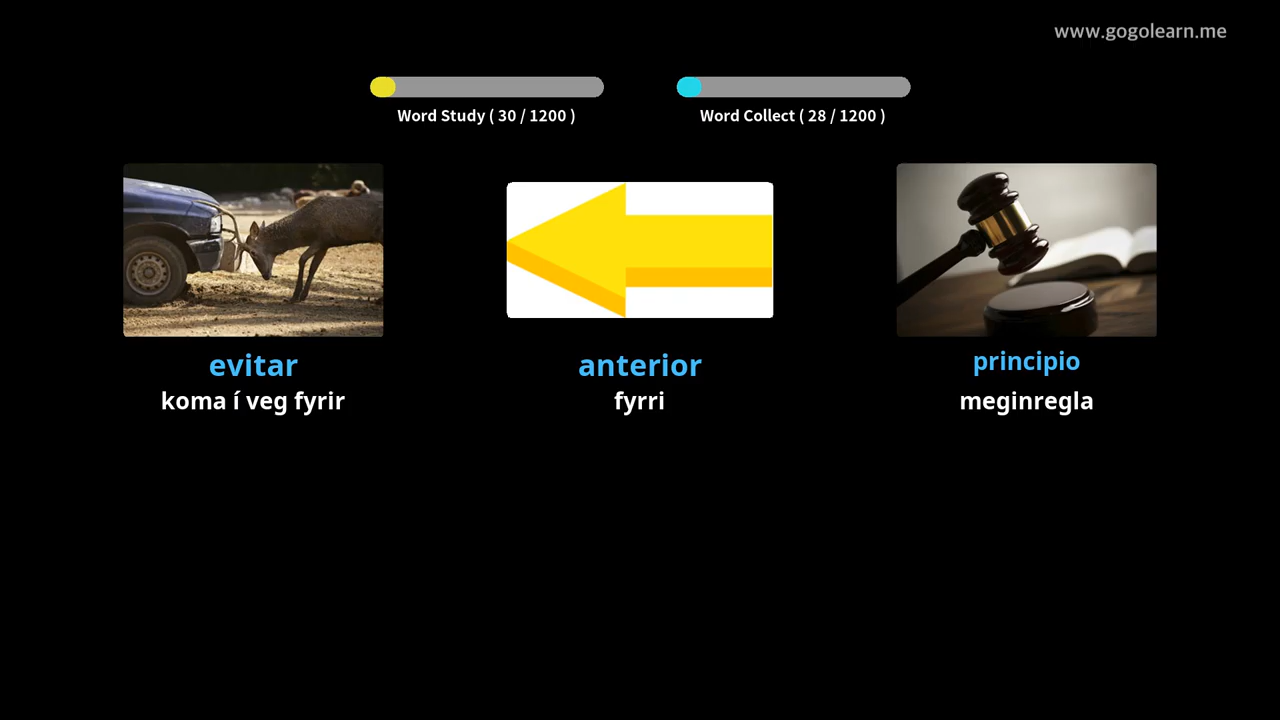 www.gogolearn.me
Word Study ( 30 / 1200 )
Word Collect ( 28 / 1200 )
evitar
koma í veg fyrir
anterior
fyrri
principio
meginregla